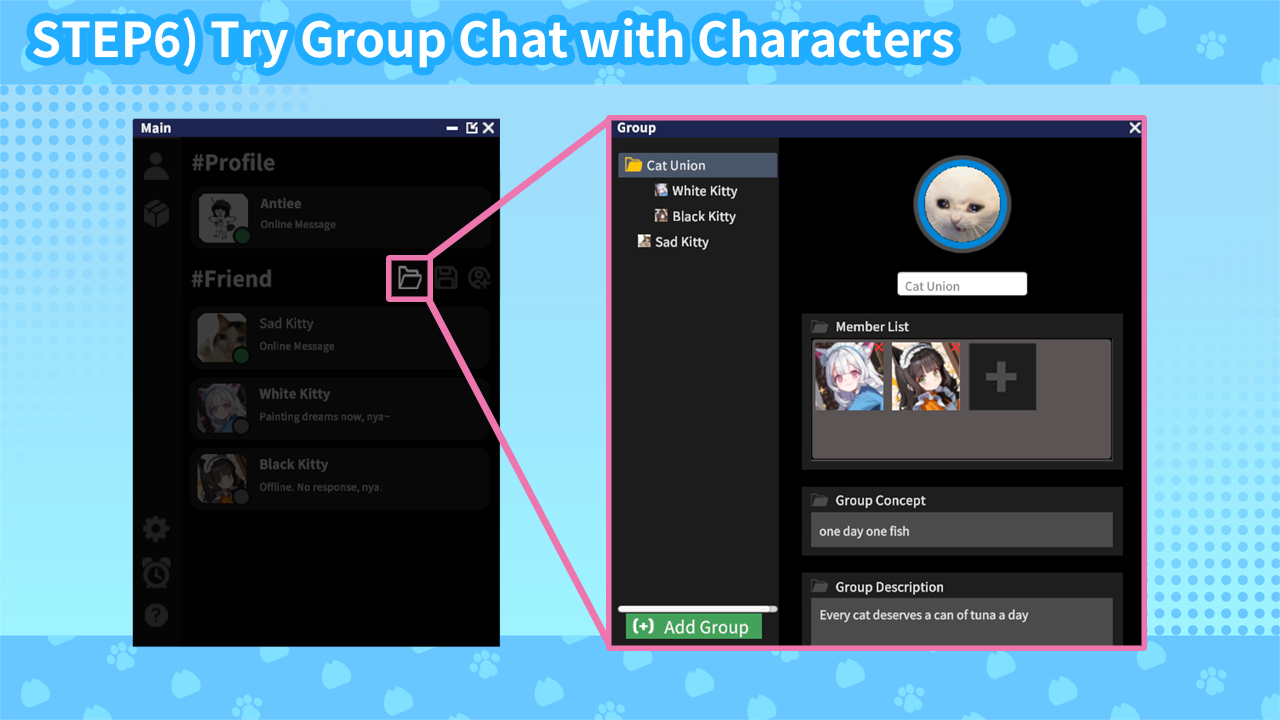 STEP6) Try Group Chat with Characters
Main
#Profile
Antiee
Online Message
#Friend
Sad Kitty
Online Message
White Kitty
Painting dreams now, nya~
Black Kitty
Offline. No response, nya.
?
Group
Cat Union
White Kitty
Black Kitty
Sad Kitty
(+) Add Group
Cat Union
Member List
Group Concept
one day one fish
Group Description
Every cat deserves a can of tuna a day